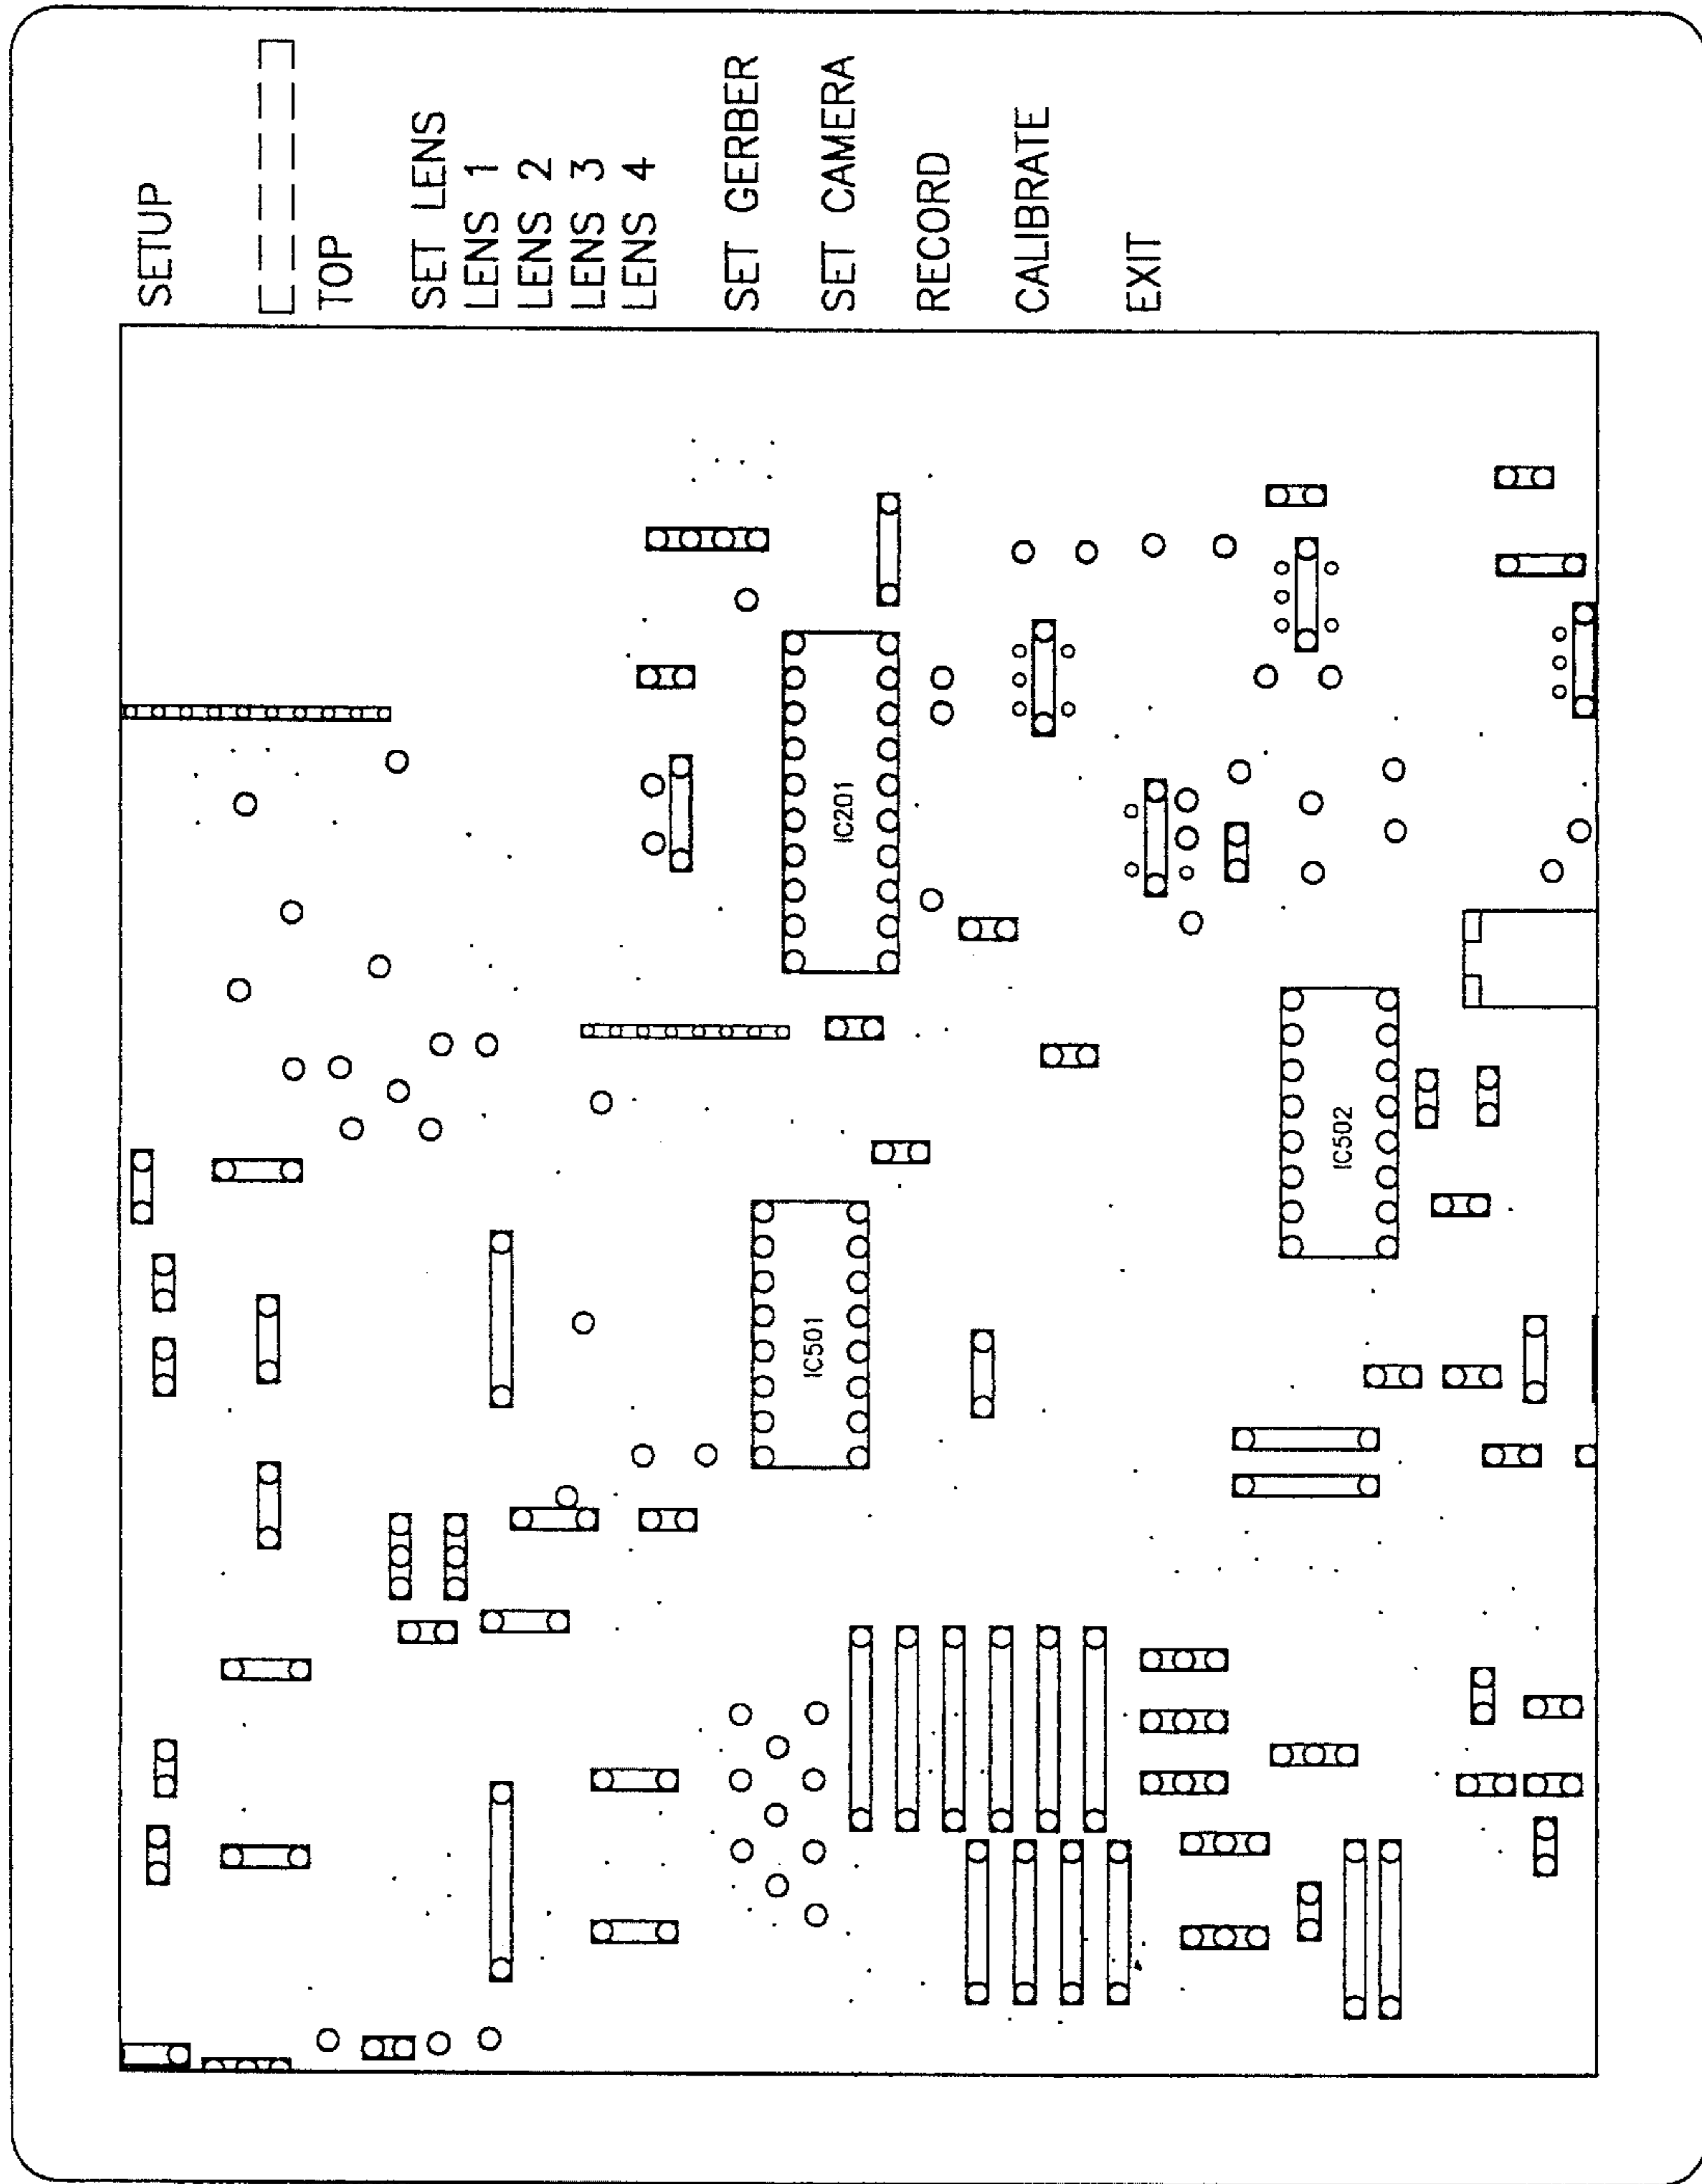 SETUP
TOP
SET LENS
LENS 1
LENS 2
LENS 3
LENS 4
SET GERBER
SET CAMERA
RECORD
CALIBRATE
EXIT
IC201
IC501
IC502